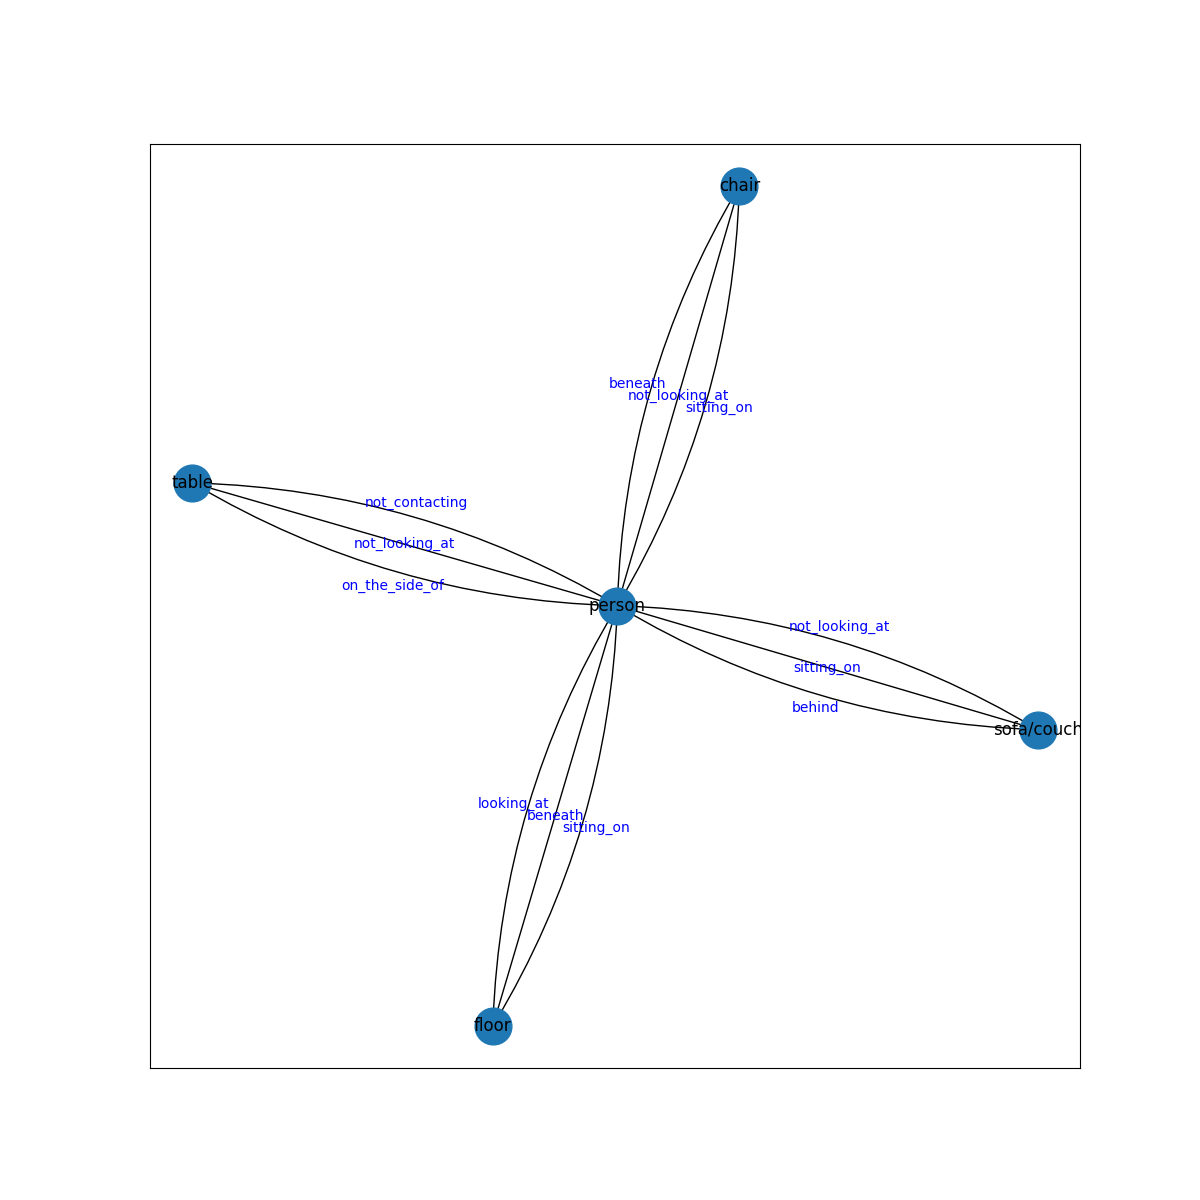 chair
beneath
not_looking_at
sitting_on
table
not_contacting
not_looking_at
on_the_side_of
person
not_looking_at
sitting_on
behind
sofa/couch
looking_at
beneath
sitting_on
floor